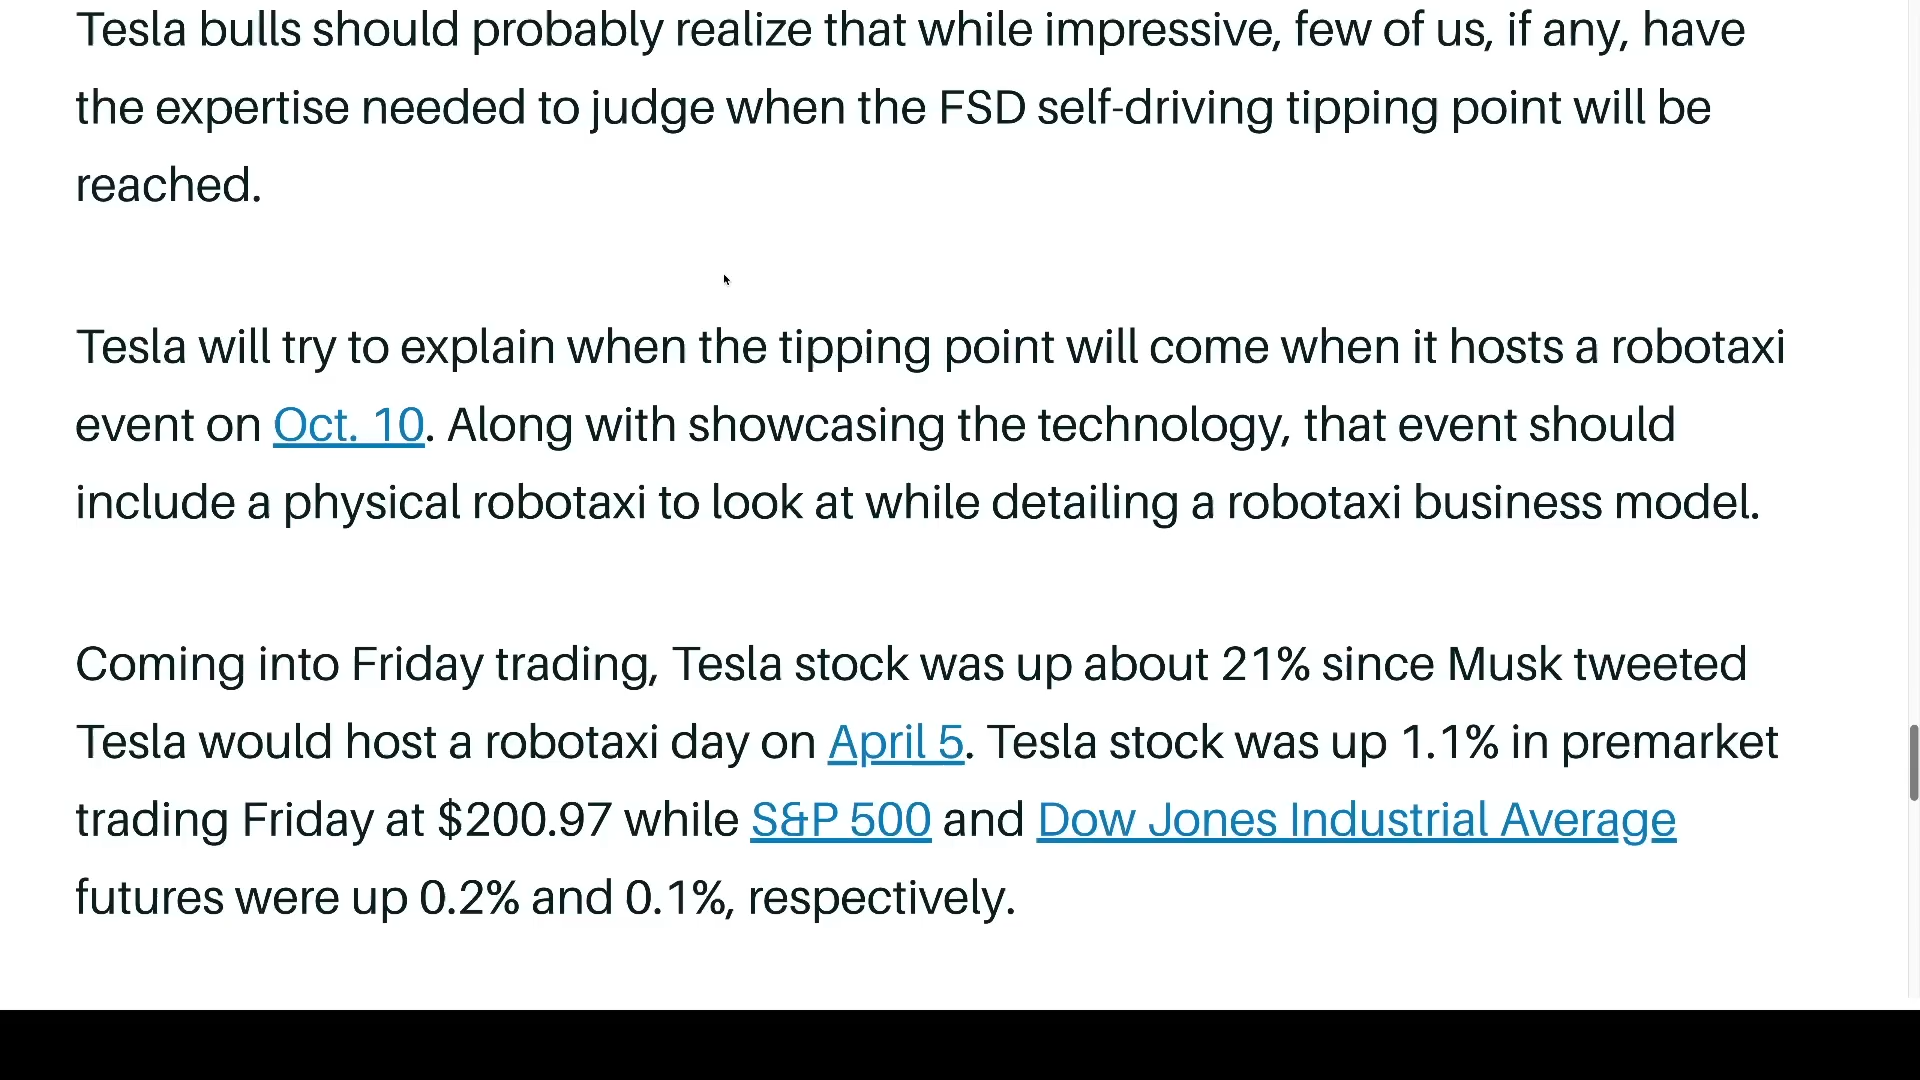 Tesla bulls should probably realize that while impressive, few of us, if any, have
the expertise needed to judge when the FSD self-driving tipping point will be
reached.
Tesla will try to explain when the tipping point will come when it hosts a robotaxi
event on Oct. 10. Along with showcasing the technology, that event should
include a physical robotaxi to look at while detailing a robotaxi business model.
Coming into Friday trading, Tesla stock was up about 21% since Musk tweeted
Tesla would host a robotaxi day on April 5. Tesla stock was up 1.1% in premarket
trading Friday at $200.97 while S&P 500 and Dow Jones Industrial Average
futures were up 0.2% and 0.1%, respectively.